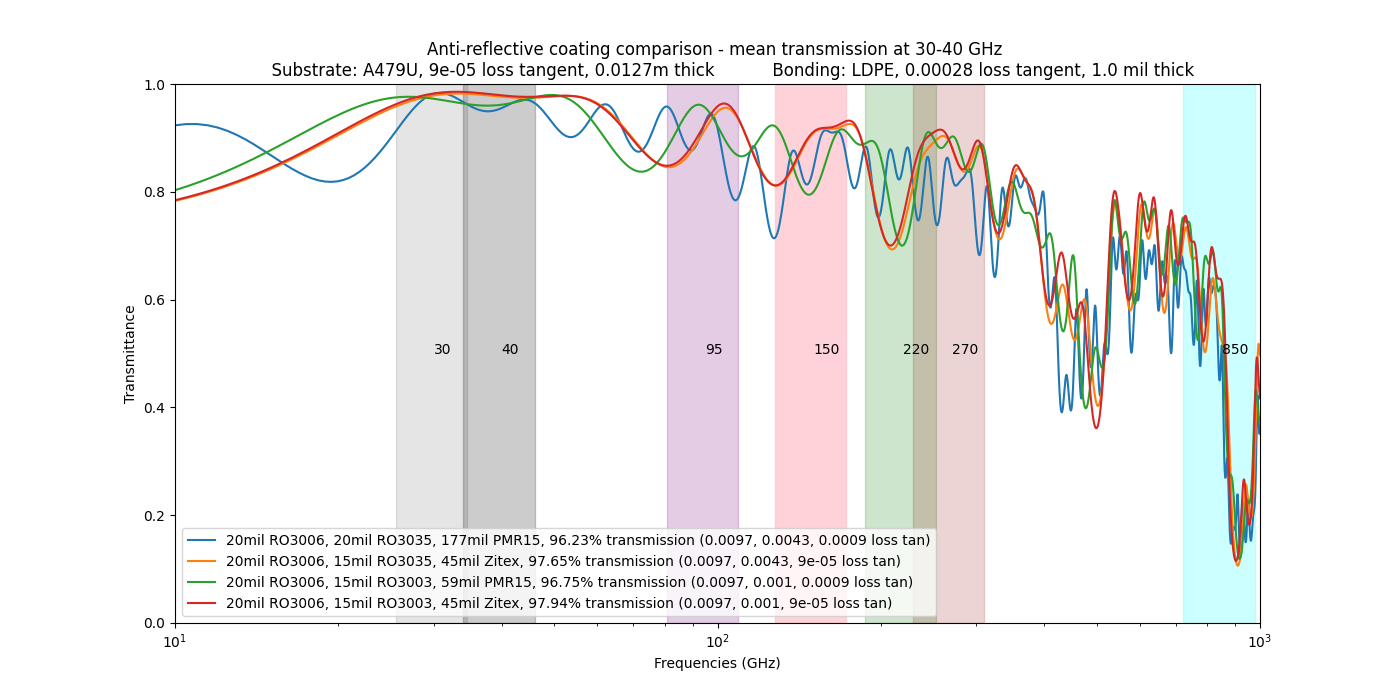 Anti-reflective coating comparison - mean transmission at 30-40 GHz
Substrate: A479U, 9e-05 loss tangent, 0.0127m thick Bonding: LDPE, 0.00028 loss tangent, 1.0 mil thick
1.0
0.8
0.6
0.4
0.2
0.0
Transmittance
30 40 95 150 220 270 850
20mil RO3006, 20mil RO3035, 177mil PMR15, 96.23% transmission (0.0097, 0.0043, 0.0009 loss tan)
20mil RO3006, 15mil RO3035, 45mil Zitex, 97.65% transmission (0.0097, 0.0043, 9e-05 loss tan)
20mil RO3006, 15mil RO3003, 59mil PMR15, 96.75% transmission (0.0097, 0.001, 0.0009 loss tan)
20mil RO3006, 15mil RO3003, 45mil Zitex, 97.94% transmission (0.0097, 0.001, 9e-05 loss tan)
10¹ 10² 10³
Frequencies (GHz)